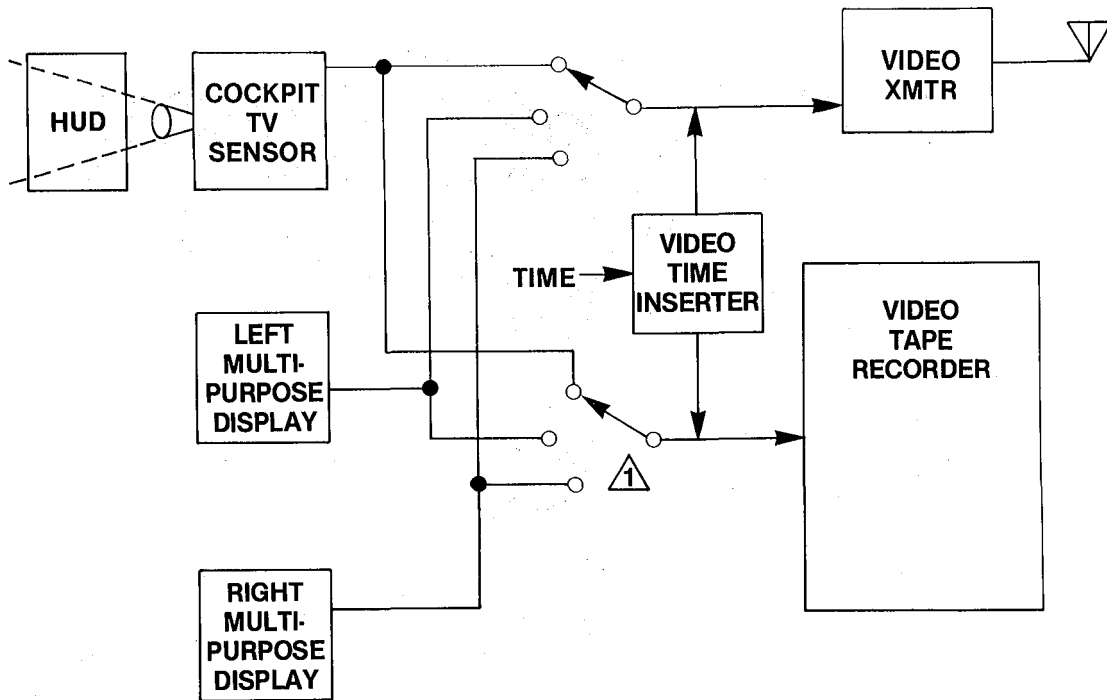 HUD
COCKPIT
TV
SENSOR
VIDEO
XMTR
TIME
VIDEO
TIME
INSERTER
VIDEO
TAPE
RECORDER
LEFT
MULTI-
PURPOSE
DISPLAY
1
RIGHT
MULTI-
PURPOSE
DISPLAY